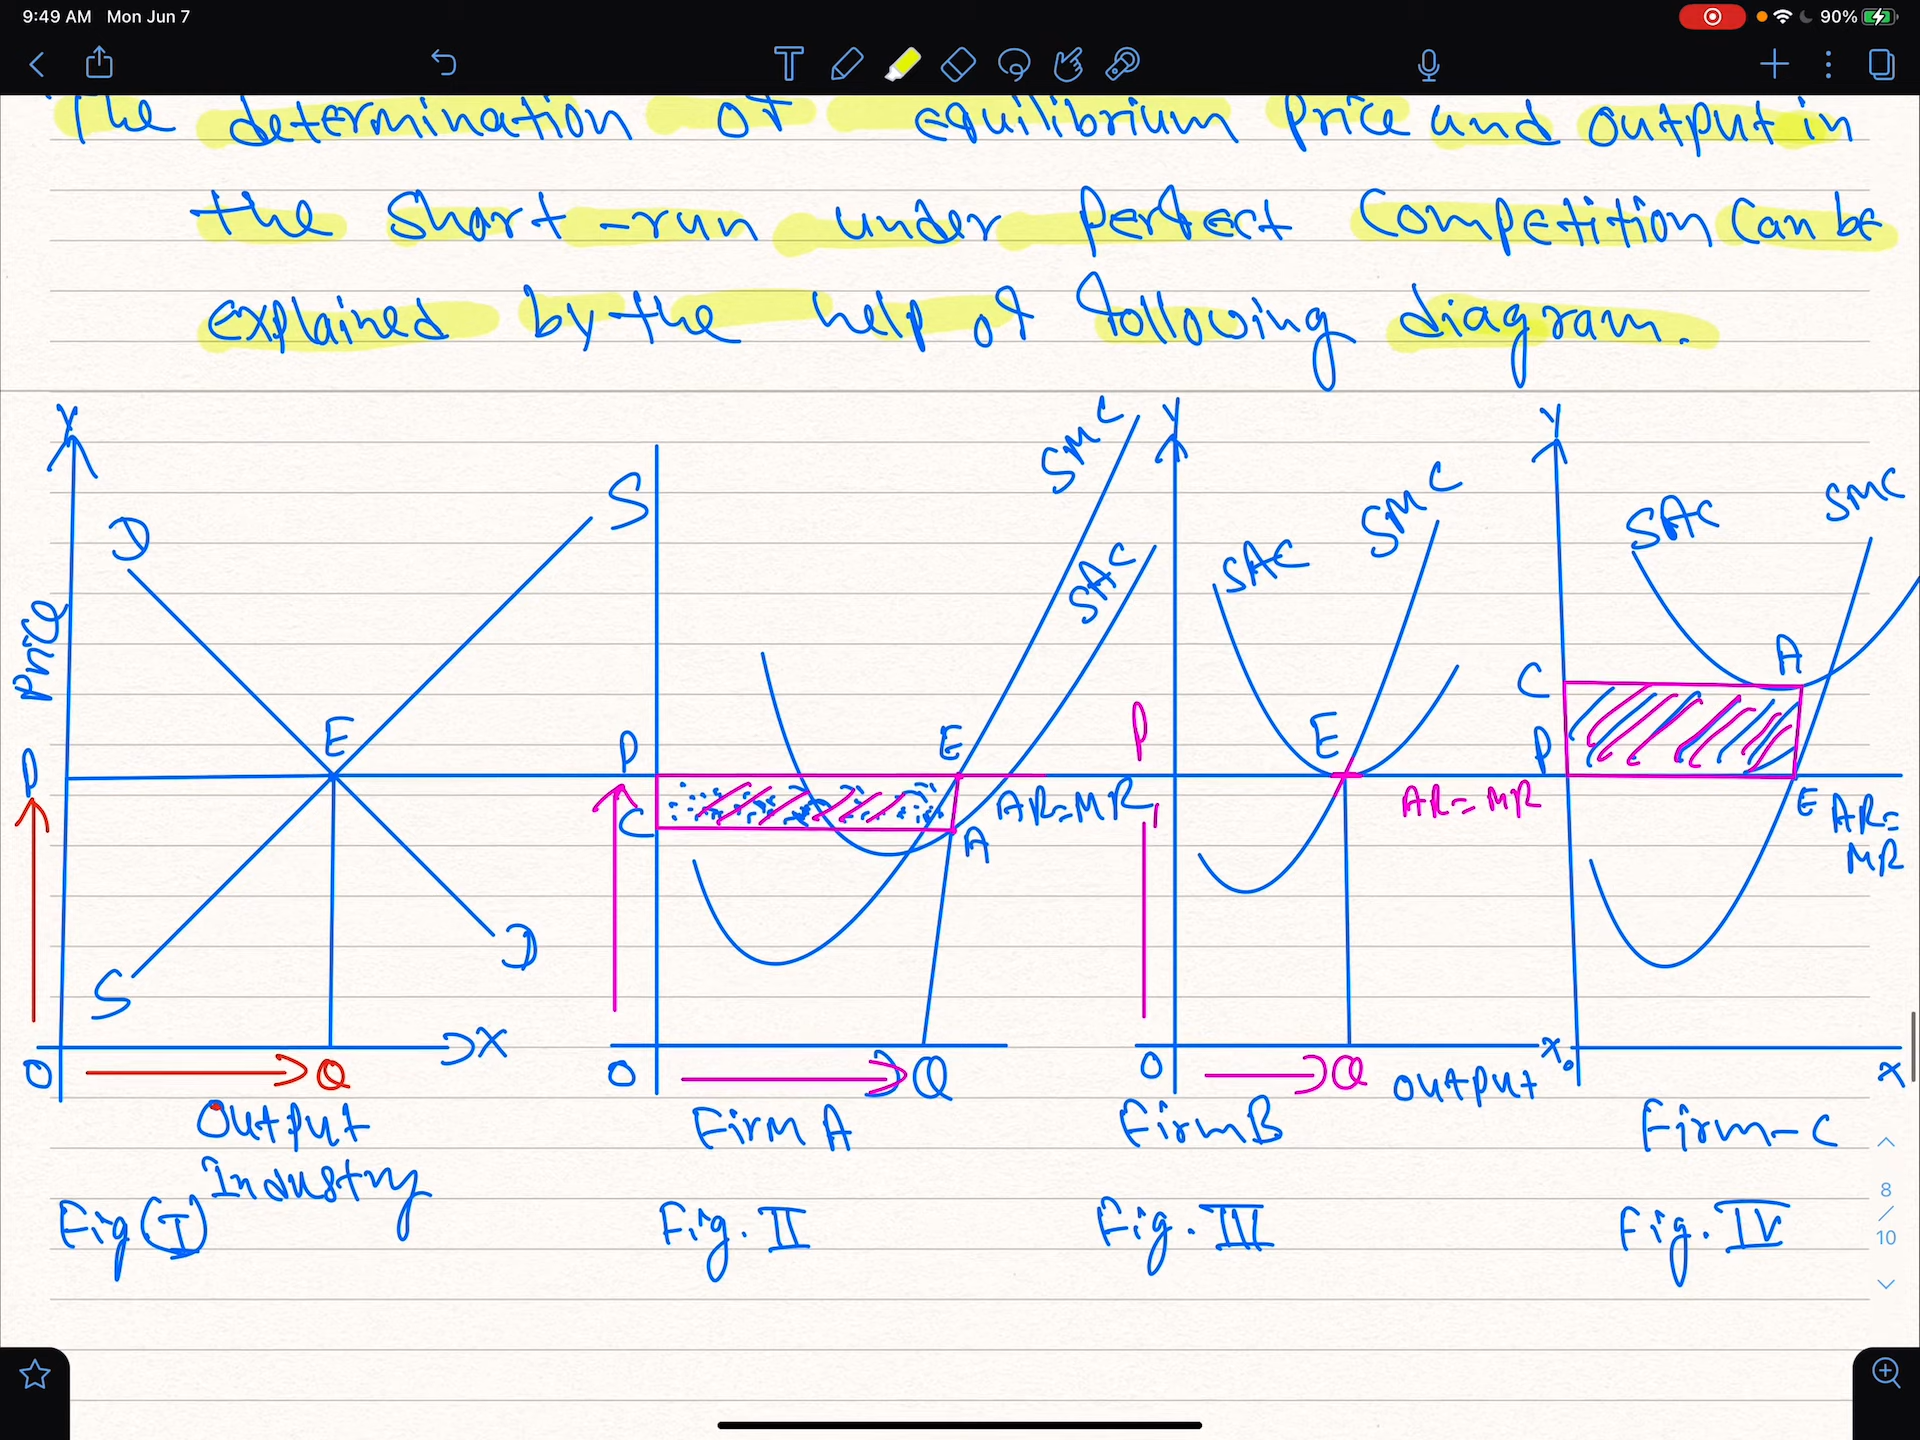 9:49 AM Mon Jun 7
90%
The determination of equilibrium price and output in
the short-run under perfect competition can be
explained by the help of following diagram.
Y
Y
Y
D
S
SMC
SAC
SAC
SMC
SAC
SMC
Price
P
E
P
E
C
A
AR=MR
P
E
AR=MR
C
A
P
E
AR=
MR
S
D
O
Q
X
O
Q
O
Q
X
Output
O
X
Output
Industry
Firm A
Firm B
Firm-C
Fig (I)
Fig. II
Fig. III
Fig. IV
8
/
10